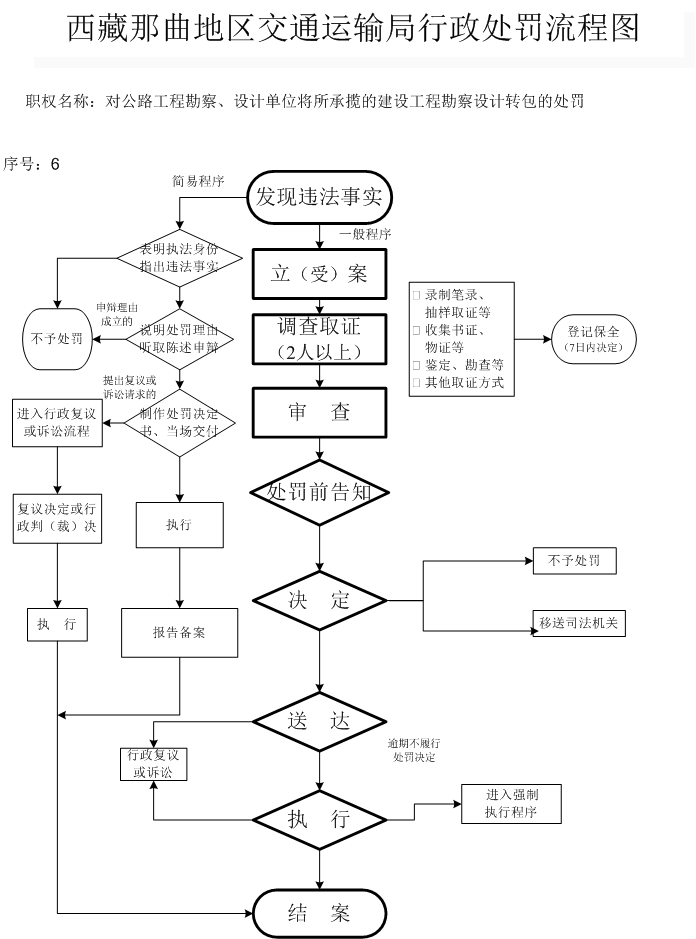 西藏那曲地区交通运输局行政处罚流程图
职权名称：对公路工程勘察、设计单位将所承揽的建设工程勘察设计转包的处罚
序号：6
简易程序
发现违法事实
一般程序
表明执法身份
指出违法事实
立（受）案
申辩理由
成立的
不予处罚
说明处罚理由
听取陈述申辩
调查取证
（2人以上）
□ 录制笔录、
抽样取证等
□ 收集书证、
物证等
□ 鉴定、勘查等
□ 其他取证方式
登记保全
（7日内决定）
提出复议或
诉讼请求的
进入行政复议
或诉讼流程
制作处罚决定
书、当场交付
审 查
处罚前告知
复议决定或行
政判（裁）决
执行
不予处罚
决 定
移送司法机关
执 行
报告备案
送 达
逾期不履行
处罚决定
行政复议
或诉讼
进入强制
执行程序
执 行
结 案